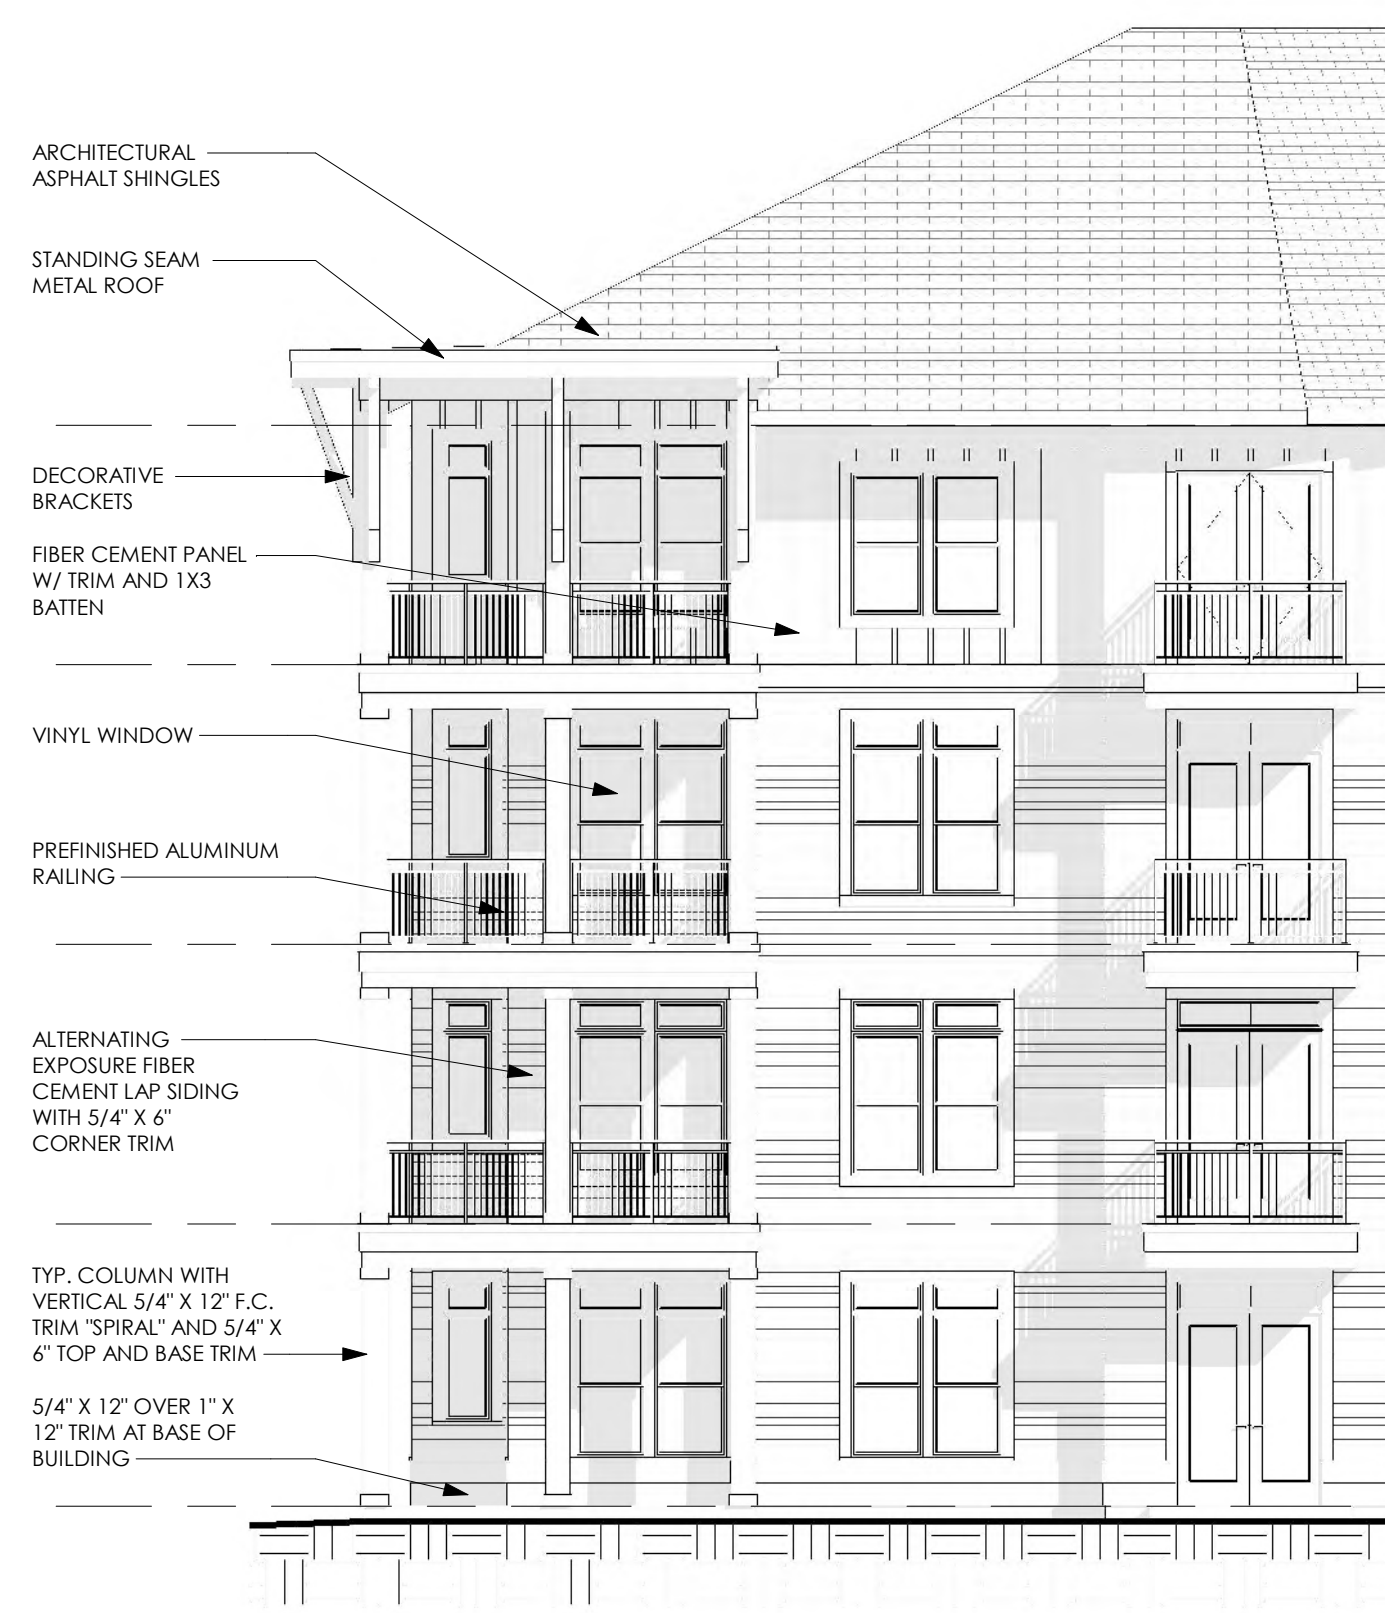 ARCHITECTURAL
ASPHALT SHINGLES
STANDING SEAM
METAL ROOF
DECORATIVE
BRACKETS
FIBER CEMENT PANEL
W/ TRIM AND 1X3
BATTEN
VINYL WINDOW
PREFINISHED ALUMINUM
RAILING
ALTERNATING
EXPOSURE FIBER
CEMENT LAP SIDING
WITH 5/4" X 6"
CORNER TRIM
TYP. COLUMN WITH
VERTICAL 5/4" X 12" F.C.
TRIM "SPIRAL" AND 5/4" X
6" TOP AND BASE TRIM
5/4" X 12" OVER 1" X
12" TRIM AT BASE OF
BUILDING